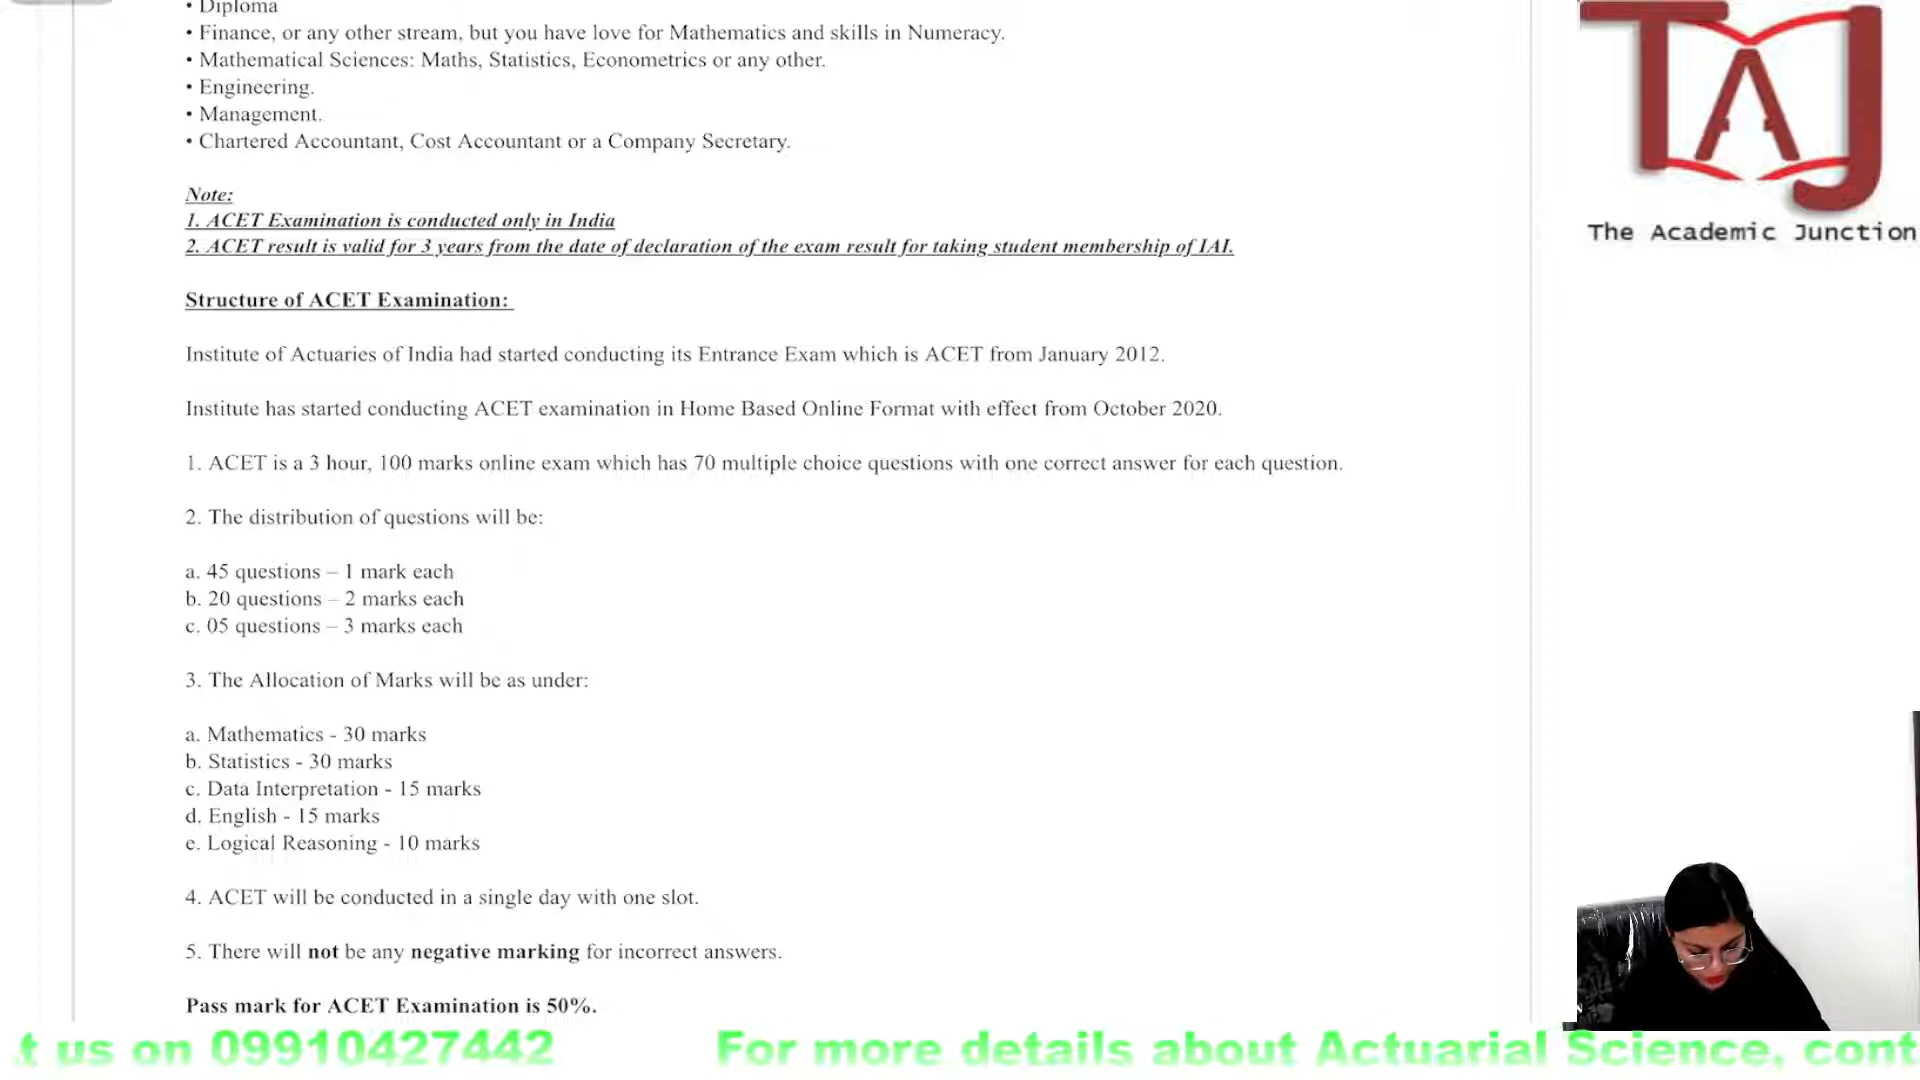 • Diploma
• Finance, or any other stream, but you have love for Mathematics and skills in Numeracy.
• Mathematical Sciences: Maths, Statistics, Econometrics or any other.
• Engineering.
• Management.
• Chartered Accountant, Cost Accountant or a Company Secretary.
Note:
1. ACET Examination is conducted only in India
2. ACET result is valid for 3 years from the date of declaration of the exam result for taking student membership of IAI.
Structure of ACET Examination:
Institute of Actuaries of India had started conducting its Entrance Exam which is ACET from January 2012.
Institute has started conducting ACET examination in Home Based Online Format with effect from October 2020.
1. ACET is a 3 hour, 100 marks online exam which has 70 multiple choice questions with one correct answer for each question.
2. The distribution of questions will be:
a. 45 questions – 1 mark each
b. 20 questions – 2 marks each
c. 05 questions – 3 marks each
3. The Allocation of Marks will be as under:
a. Mathematics - 30 marks
b. Statistics - 30 marks
c. Data Interpretation - 15 marks
d. English - 15 marks
e. Logical Reasoning - 10 marks
4. ACET will be conducted in a single day with one slot.
5. There will not be any negative marking for incorrect answers.
Pass mark for ACET Examination is 50%.
TAJ
The Academic Junction
t us on 09910427442 For more details about Actuarial Science, cont